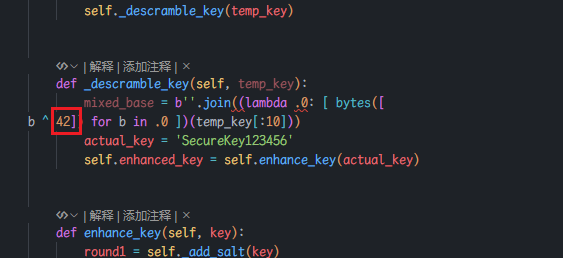 self._descramble_key(temp_key)
| 解释 | 添加注释 | ×
def _descramble_key(self, temp_key):
mixed_base = b''.join((lambda .0: [ bytes([
b ^ 42]) for b in .0 ])(temp_key[:10]))
actual_key = 'SecureKey123456'
self.enhanced_key = self.enhance_key(actual_key)
| 解释 | 添加注释 | ×
def enhance_key(self, key):
round1 = self._add_salt(key)